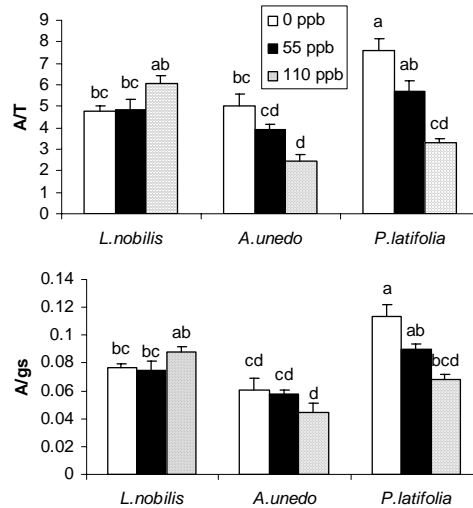 A/T
9
8
7
6
5
4
3
2
1
0
0 ppb
55 ppb
110 ppb
bc bc ab bc cd d a ab cd
L.nobilis A.unedo P.latifolia
A/gs
0.14
0.12
0.1
0.08
0.06
0.04
0.02
0
bc bc ab cd cd d a ab bcd
L.nobilis A.unedo P.latifolia